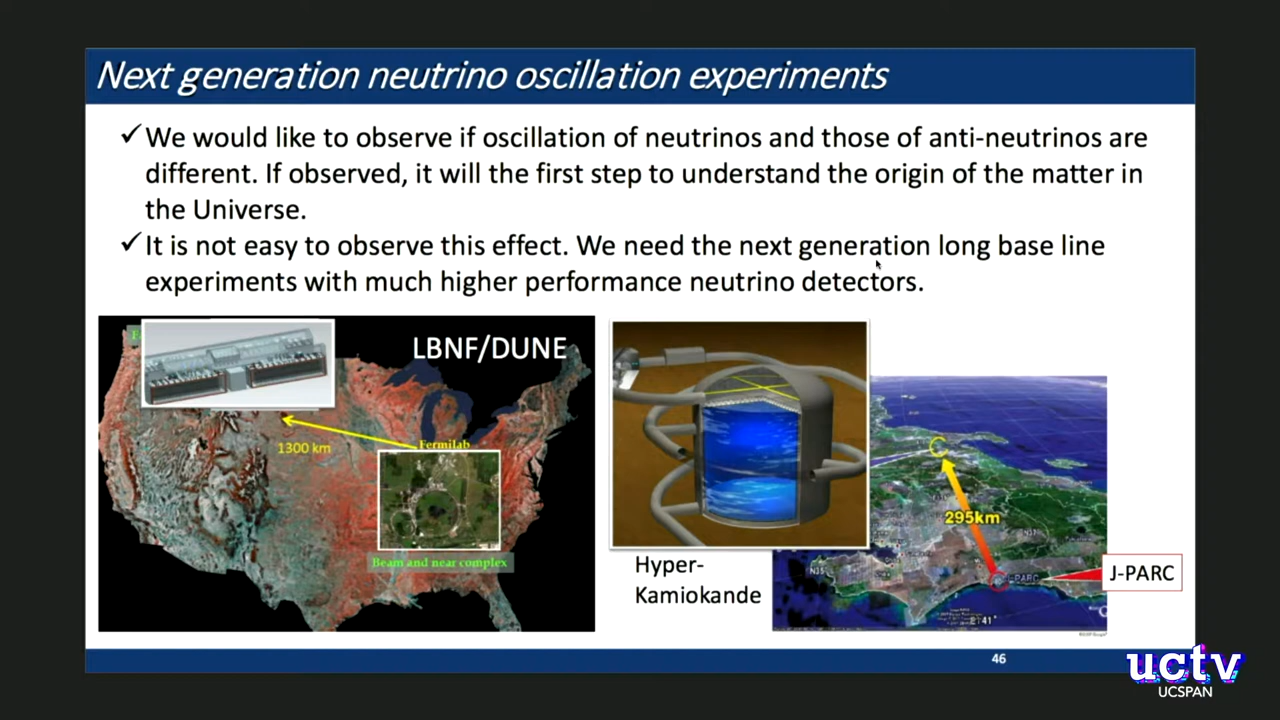 Next generation neutrino oscillation experiments
✓We would like to observe if oscillation of neutrinos and those of anti-neutrinos are
different. If observed, it will the first step to understand the origin of the matter in
the Universe.
✓It is not easy to observe this effect. We need the next generation long base line
experiments with much higher performance neutrino detectors.
LBNF/DUNE
1300 km
Fermilab
Beam and near complex
Hyper-
Kamiokande
295km
J-PARC
J-PARC
46
uctv
UCSPAN